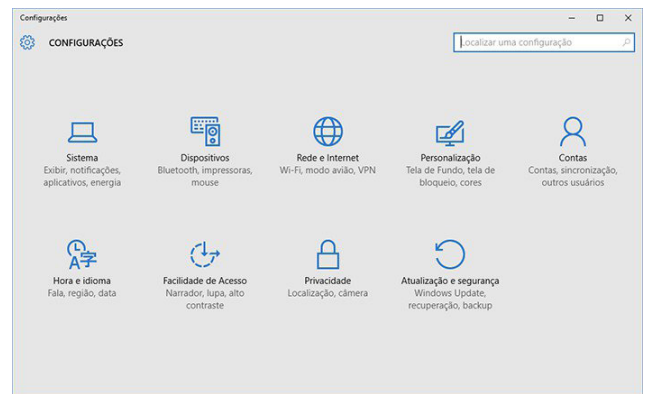 Configurações
CONFIGURAÇÕES
Localizar uma configuração
Sistema
Exibir, notificações,
aplicativos, energia
Dispositivos
Bluetooth, impressoras,
mouse
Rede e Internet
Wi-Fi, modo avião, VPN
Personalização
Tela de Fundo, tela de
bloqueio, cores
Contas
Contas, sincronização,
outros usuários
Hora e idioma
Fala, região, data
Facilidade de Acesso
Narrador, lupa, alto
contraste
Privacidade
Localização, câmera
Atualização e segurança
Windows Update,
recuperação, backup